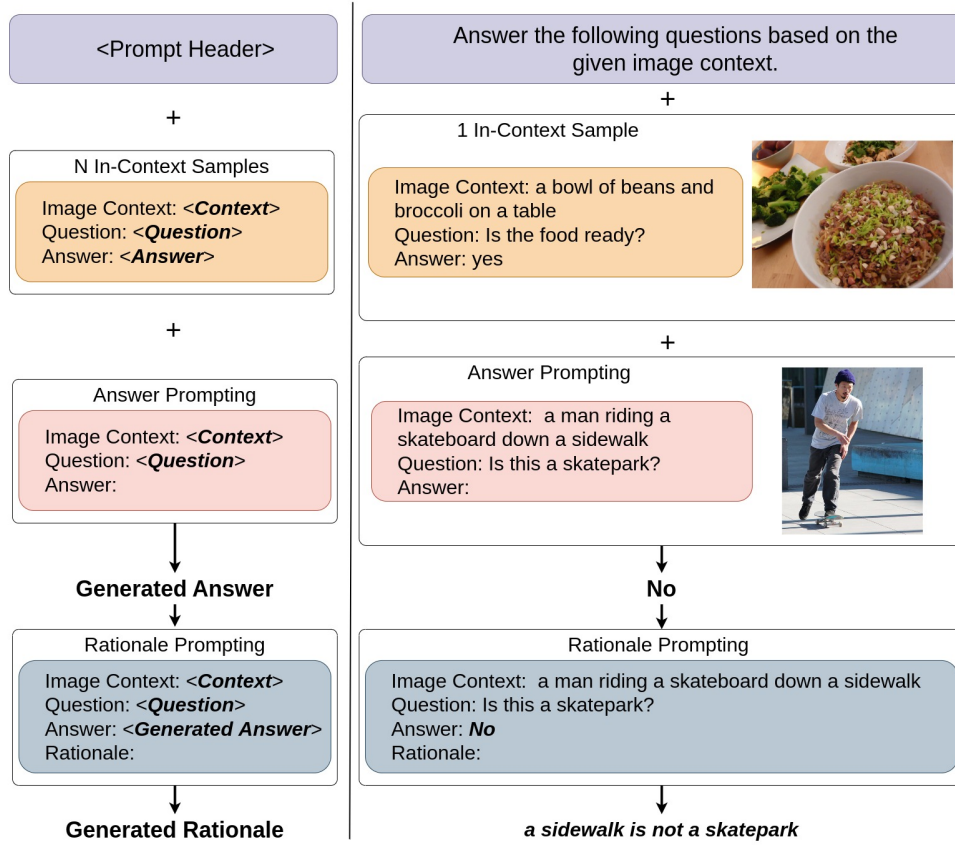 <Prompt Header>
+
N In-Context Samples
Image Context: <Context>
Question: <Question>
Answer: <Answer>
+
Answer Prompting
Image Context: <Context>
Question: <Question>
Answer:
Generated Answer
Rationale Prompting
Image Context: <Context>
Question: <Question>
Answer: <Generated Answer>
Rationale:
Generated Rationale
Answer the following questions based on the
given image context.
+
1 In-Context Sample
Image Context: a bowl of beans and
broccoli on a table
Question: Is the food ready?
Answer: yes
+
Answer Prompting
Image Context: a man riding a
skateboard down a sidewalk
Question: Is this a skatepark?
Answer:
No
Rationale Prompting
Image Context: a man riding a skateboard down a sidewalk
Question: Is this a skatepark?
Answer: No
Rationale:
a sidewalk is not a skatepark